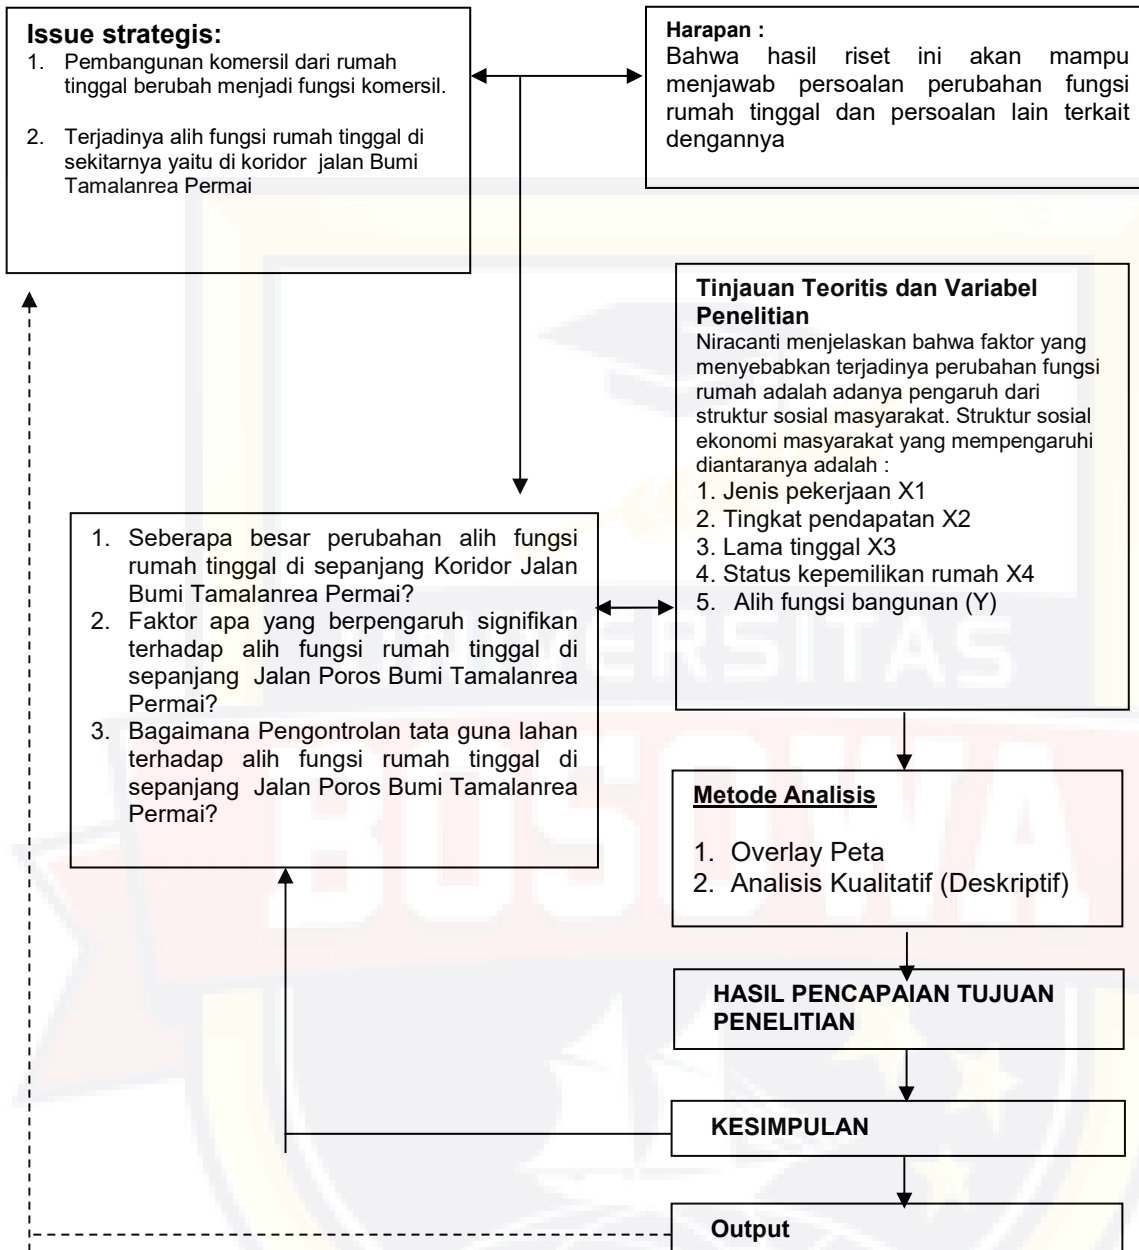 Issue strategis:
1. Pembangunan komersil dari rumah
tinggal berubah menjadi fungsi komersil.
2. Terjadinya alih fungsi rumah tinggal di
sekitarnya yaitu di koridor jalan Bumi
Tamalanrea Permai
Harapan :
Bahwa hasil riset ini akan mampu
menjawab persoalan perubahan fungsi
rumah tinggal dan persoalan lain terkait
dengannya
Tinjauan Teoritis dan Variabel
Penelitian
Niracanti menjelaskan bahwa faktor yang
menyebabkan terjadinya perubahan fungsi
rumah adalah adanya pengaruh dari
struktur sosial masyarakat. Struktur sosial
ekonomi masyarakat yang mempengaruhi
diantaranya adalah :
1. Jenis pekerjaan X1
2. Tingkat pendapatan X2
3. Lama tinggal X3
4. Status kepemilikan rumah X4
5. Alih fungsi bangunan (Y)
1. Seberapa besar perubahan alih fungsi
rumah tinggal di sepanjang Koridor Jalan
Bumi Tamalanrea Permai?
2. Faktor apa yang berpengaruh signifikan
terhadap alih fungsi rumah tinggal di
sepanjang Jalan Poros Bumi Tamalanrea
Permai?
3. Bagaimana Pengontrolan tata guna lahan
terhadap alih fungsi rumah tinggal di
sepanjang Jalan Poros Bumi Tamalanrea
Permai?
Metode Analisis
1. Overlay Peta
2. Analisis Kualitatif (Deskriptif)
HASIL PENCAPAIAN TUJUAN
PENELITIAN
KESIMPULAN
Output
UNIVERSITAS
BOSOWA